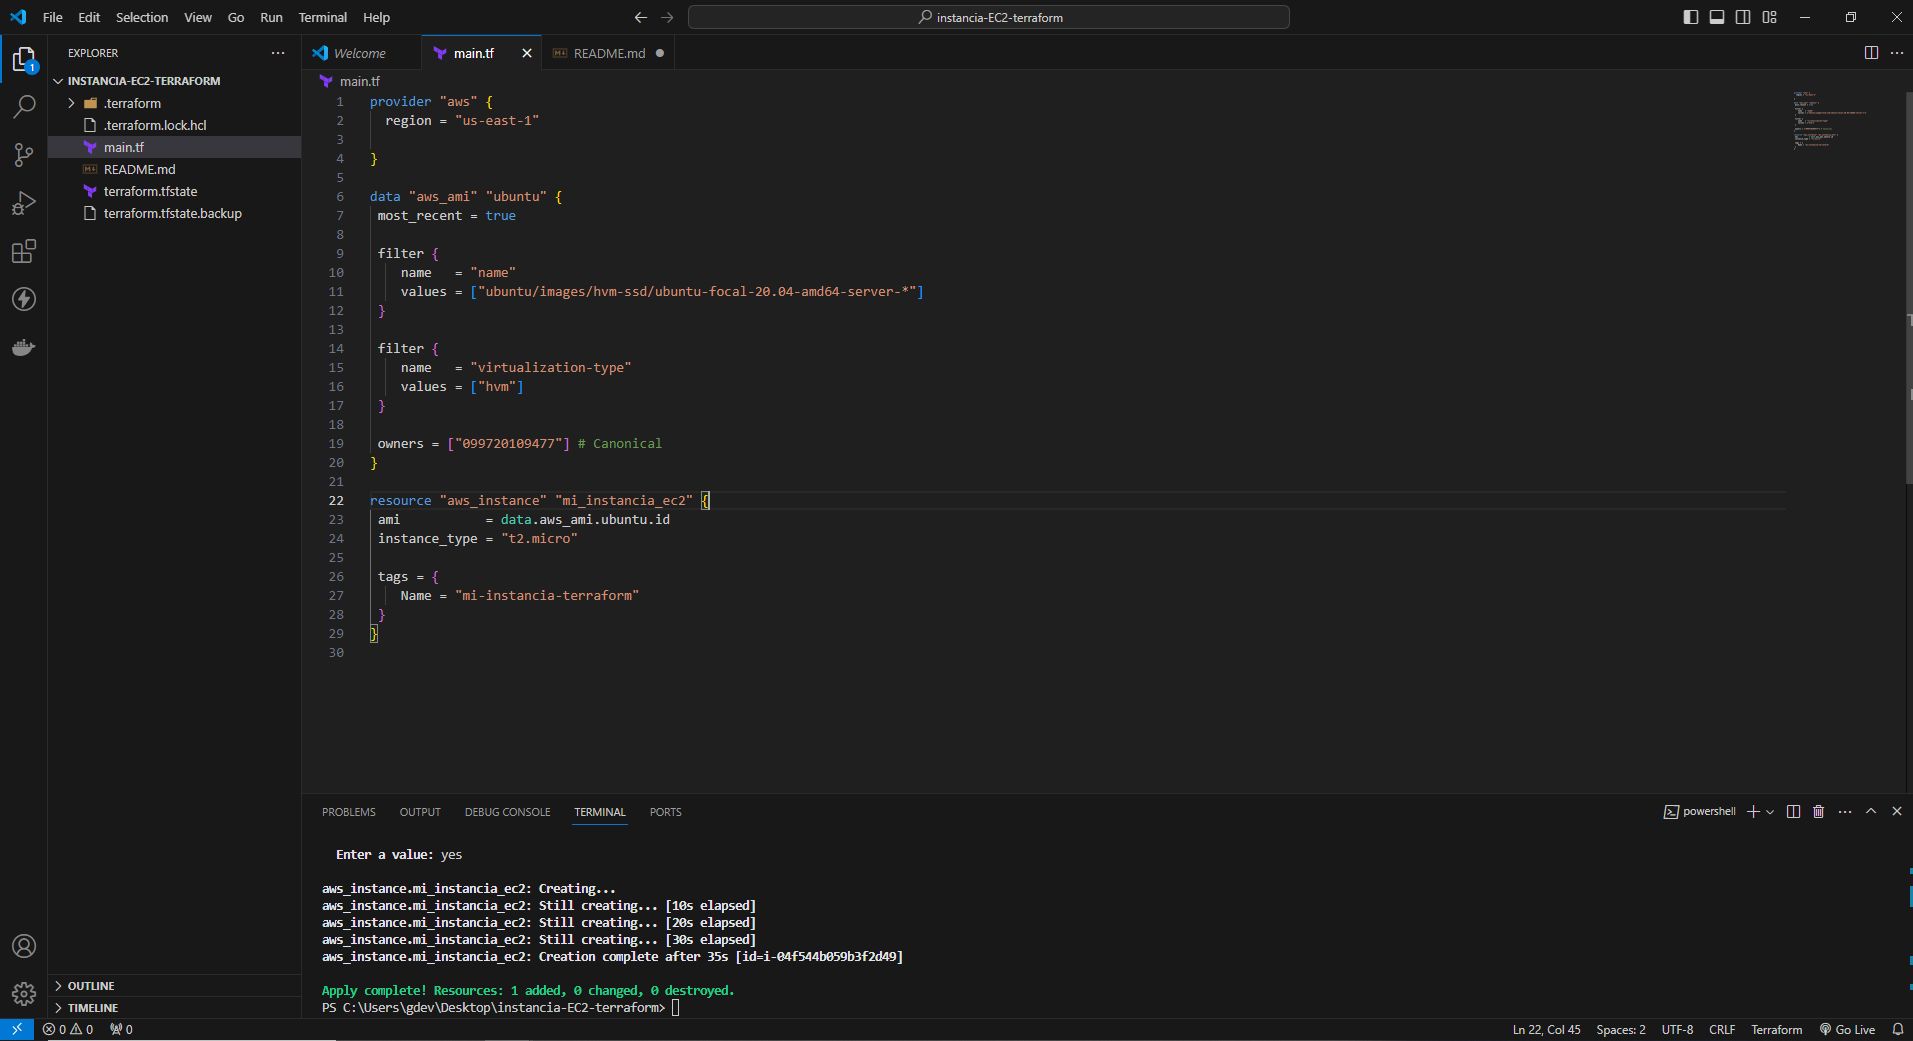 File Edit Selection View Go Run Terminal Help
instancia-EC2-terraform
EXPLORER
Welcome
main.tf
README.md
1
INSTANCIA-EC2-TERRAFORM
.terraform
.terraform.lock.hcl
main.tf
README.md
terraform.tfstate
terraform.tfstate.backup
OUTLINE
TIMELINE
main.tf
1 provider "aws" {
2 region = "us-east-1"
3
4 }
5
6 data "aws_ami" "ubuntu" {
7 most_recent = true
8
9 filter {
10 name   = "name"
11 values = ["ubuntu/images/hvm-ssd/ubuntu-focal-20.04-amd64-server-*"]
12 }
13
14 filter {
15 name   = "virtualization-type"
16 values = ["hvm"]
17 }
18
19 owners = ["099720109477"] # Canonical
20 }
21
22 resource "aws_instance" "mi_instancia_ec2" {
23 ami           = data.aws_ami.ubuntu.id
24 instance_type = "t2.micro"
25
26 tags = {
27 Name = "mi-instancia-terraform"
28 }
29 }
30
PROBLEMS OUTPUT DEBUG CONSOLE TERMINAL PORTS
powershell
Enter a value: yes
aws_instance.mi_instancia_ec2: Creating...
aws_instance.mi_instancia_ec2: Still creating... [10s elapsed]
aws_instance.mi_instancia_ec2: Still creating... [20s elapsed]
aws_instance.mi_instancia_ec2: Still creating... [30s elapsed]
aws_instance.mi_instancia_ec2: Creation complete after 35s [id=i-04f544b059b3f2d49]
Apply complete! Resources: 1 added, 0 changed, 0 destroyed.
PS C:\Users\gdev\Desktop\instancia-EC2-terraform>
0 0 0
Ln 22, Col 45 Spaces: 2 UTF-8 CRLF Terraform Go Live